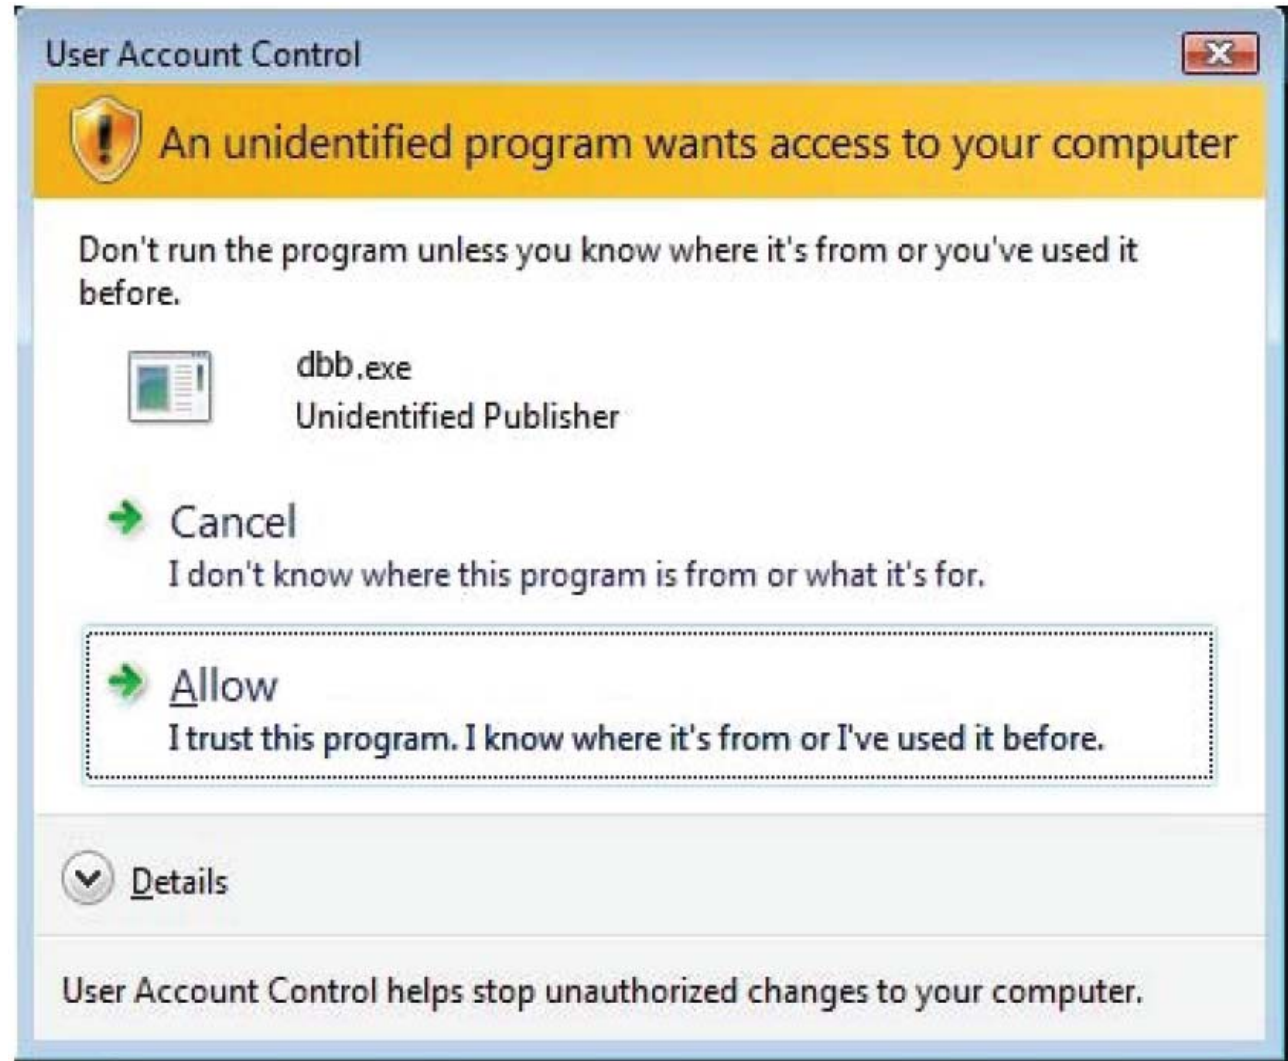 User Account Control
An unidentified program wants access to your computer
Don't run the program unless you know where it's from or you've used it
before.
dbb.exe
Unidentified Publisher
Cancel
I don't know where this program is from or what it's for.
Allow
I trust this program. I know where it's from or I've used it before.
Details
User Account Control helps stop unauthorized changes to your computer.